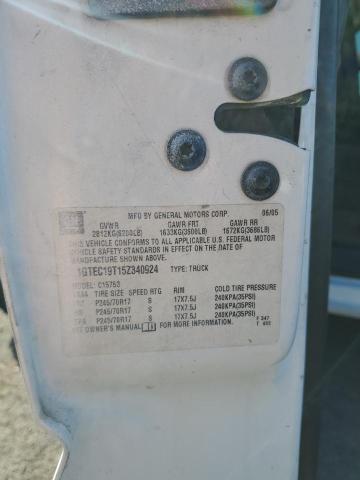 MFD BY GENERAL MOTORS CORP. 06/05
GVWR GAWR FRT GAWR RR
2812KG(6200LB) 1633KG(3600LB) 1672KG(3686LB)
THIS VEHICLE CONFORMS TO ALL APPLICABLE U.S. FEDERAL MOTOR
VEHICLE SAFETY STANDARDS IN EFFECT ON THE DATE OF
MANUFACTURE SHOWN ABOVE.
1GTEC19T15Z340924 TYPE: TRUCK
MODEL: C15753
TIRE SIZE SPEED RTG RIM COLD TIRE PRESSURE
P245/70R17 S 17X7.5J 240KPA(35PSI)
P245/70R17 S 17X7.5J 240KPA(35PSI)
SPA P245/70R17 S 17X7.5J 240KPA(35PSI)
SEE OWNER'S MANUAL FOR MORE INFORMATION. F 347